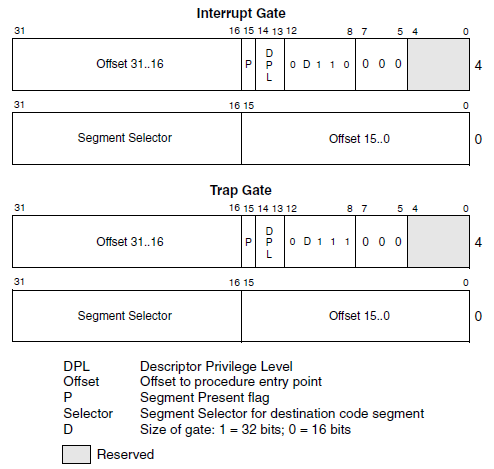 Interrupt Gate
31 16 15 14 13 12 8 7 5 4 0
Offset 31..16 P D P L 0 D 1 1 0 0 0 0 4
31 16 15 0
Segment Selector Offset 15..0 0
Trap Gate
31 16 15 14 13 12 8 7 5 4 0
Offset 31..16 P D P L 0 D 1 1 1 0 0 0 4
31 16 15 0
Segment Selector Offset 15..0 0
DPL Descriptor Privilege Level
Offset Offset to procedure entry point
P Segment Present flag
Selector Segment Selector for destination code segment
D Size of gate: 1 = 32 bits; 0 = 16 bits
Reserved